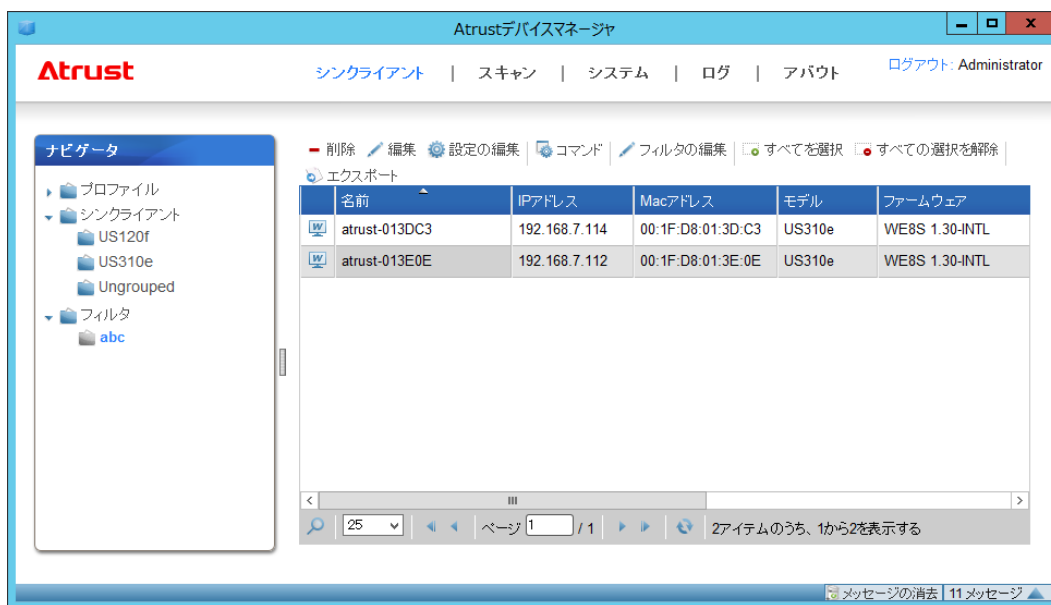 Atrustデバイスマネージャ
Atrust
シンクライアント | スキャン | システム | ログ | アバウト
ログアウト: Administrator
ナビゲータ
プロファイル
シンクライアント
US120f
US310e
Ungrouped
フィルタ
abc
削除 編集 設定の編集 コマンド フィルタの編集 すべてを選択 すべての選択を解除
エクスポート
名前 IPアドレス Macアドレス モデル ファームウェア
atrust-013DC3 192.168.7.114 00:1F:D8:01:3D:C3 US310e WE8S 1.30-INTL
atrust-013E0E 192.168.7.112 00:1F:D8:01:3E:0E US310e WE8S 1.30-INTL
25 ページ 1 / 1 2アイテムのうち、1から2を表示する
メッセージの消去 11 メッセージ